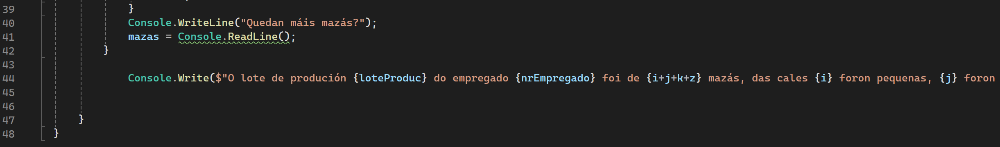 39 }
40 Console.WriteLine("Quedan máis mazás?");
41 mazas = Console.ReadLine();
42 }
43
44 Console.Write($"O lote de produción {loteProduc} do empregado {nrEmpregado} foi de {i+j+k+z} mazás, das cales {i} foron pequenas, {j} foron
45
46
47 }
48 }